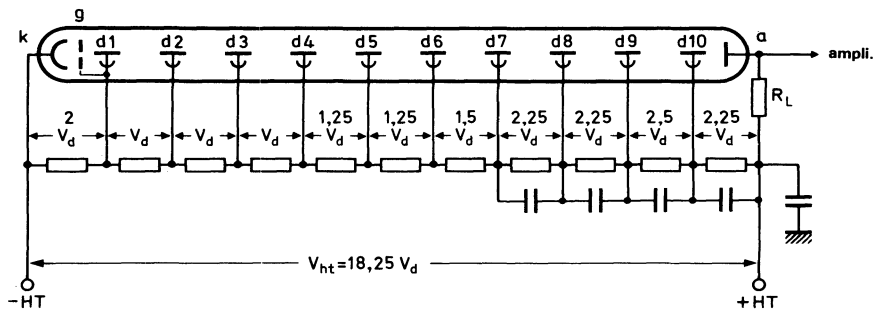 g
k d1 d2 d3 d4 d5 d6 d7 d8 d9 d10 a
ampli.
R_L
2 1,25 1,25 1,5 2,25 2,25 2,5 2,25
V_d V_d V_d V_d V_d V_d V_d V_d V_d V_d V_d
V_ht=18,25 V_d
−HT +HT